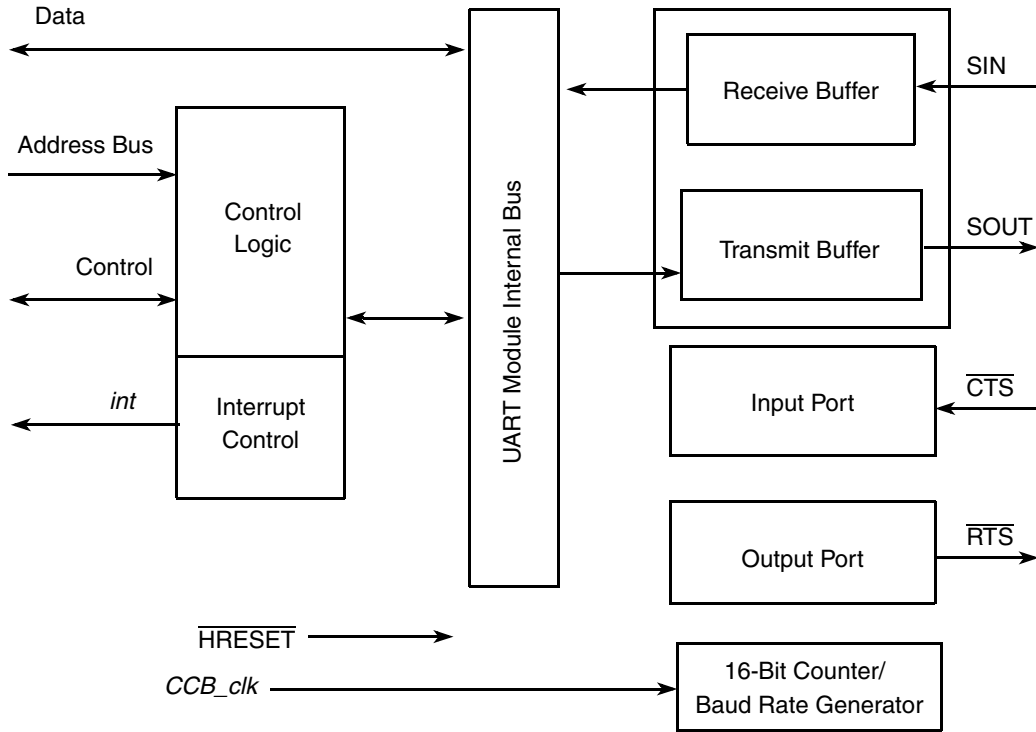 Data
SIN
Receive Buffer
Address Bus
Control
Logic
UART Module Internal Bus
SOUT
Transmit Buffer
Control
int
Interrupt
Control
Input Port
CTS
Output Port
RTS
HRESET
CCB_clk
16-Bit Counter/
Baud Rate Generator